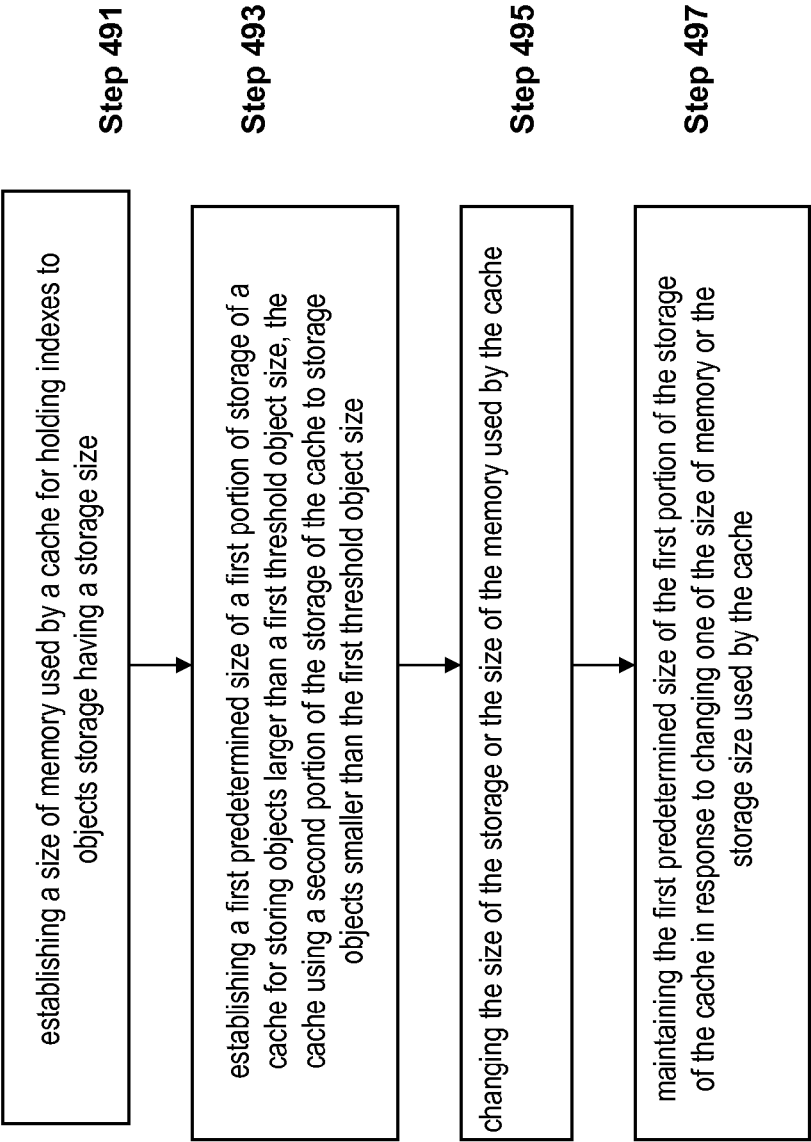 establishing a size of memory used by a cache for holding indexes to
objects storage having a storage size
Step 491
establishing a first predetermined size of a first portion of storage of a
cache for storing objects larger than a first threshold object size, the
cache using a second portion of the storage of the cache to storage
objects smaller than the first threshold object size
Step 493
changing the size of the storage or the size of the memory used by the cache
Step 495
maintaining the first predetermined size of the first portion of the storage
of the cache in response to changing one of the size of memory or the
storage size used by the cache
Step 497